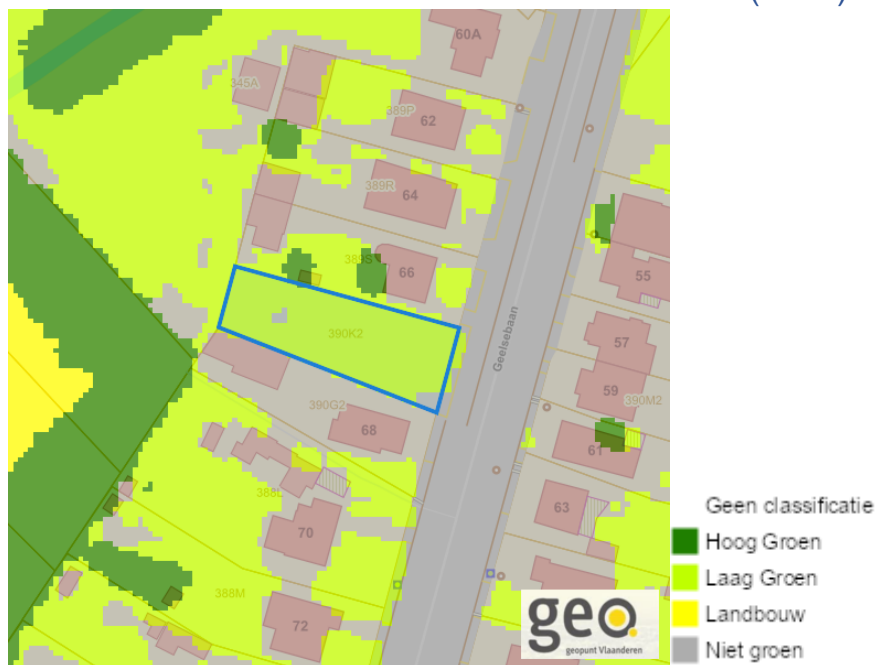 60A
345A
389P
62
389R
64
389S
66
55
Geelsebaan
390K2
57
59
390M2
390G2
68
61
388L
63
70
388M
72
geo
geopunt Vlaanderen
Geen classificatie
Hoog Groen
Laag Groen
Landbouw
Niet groen